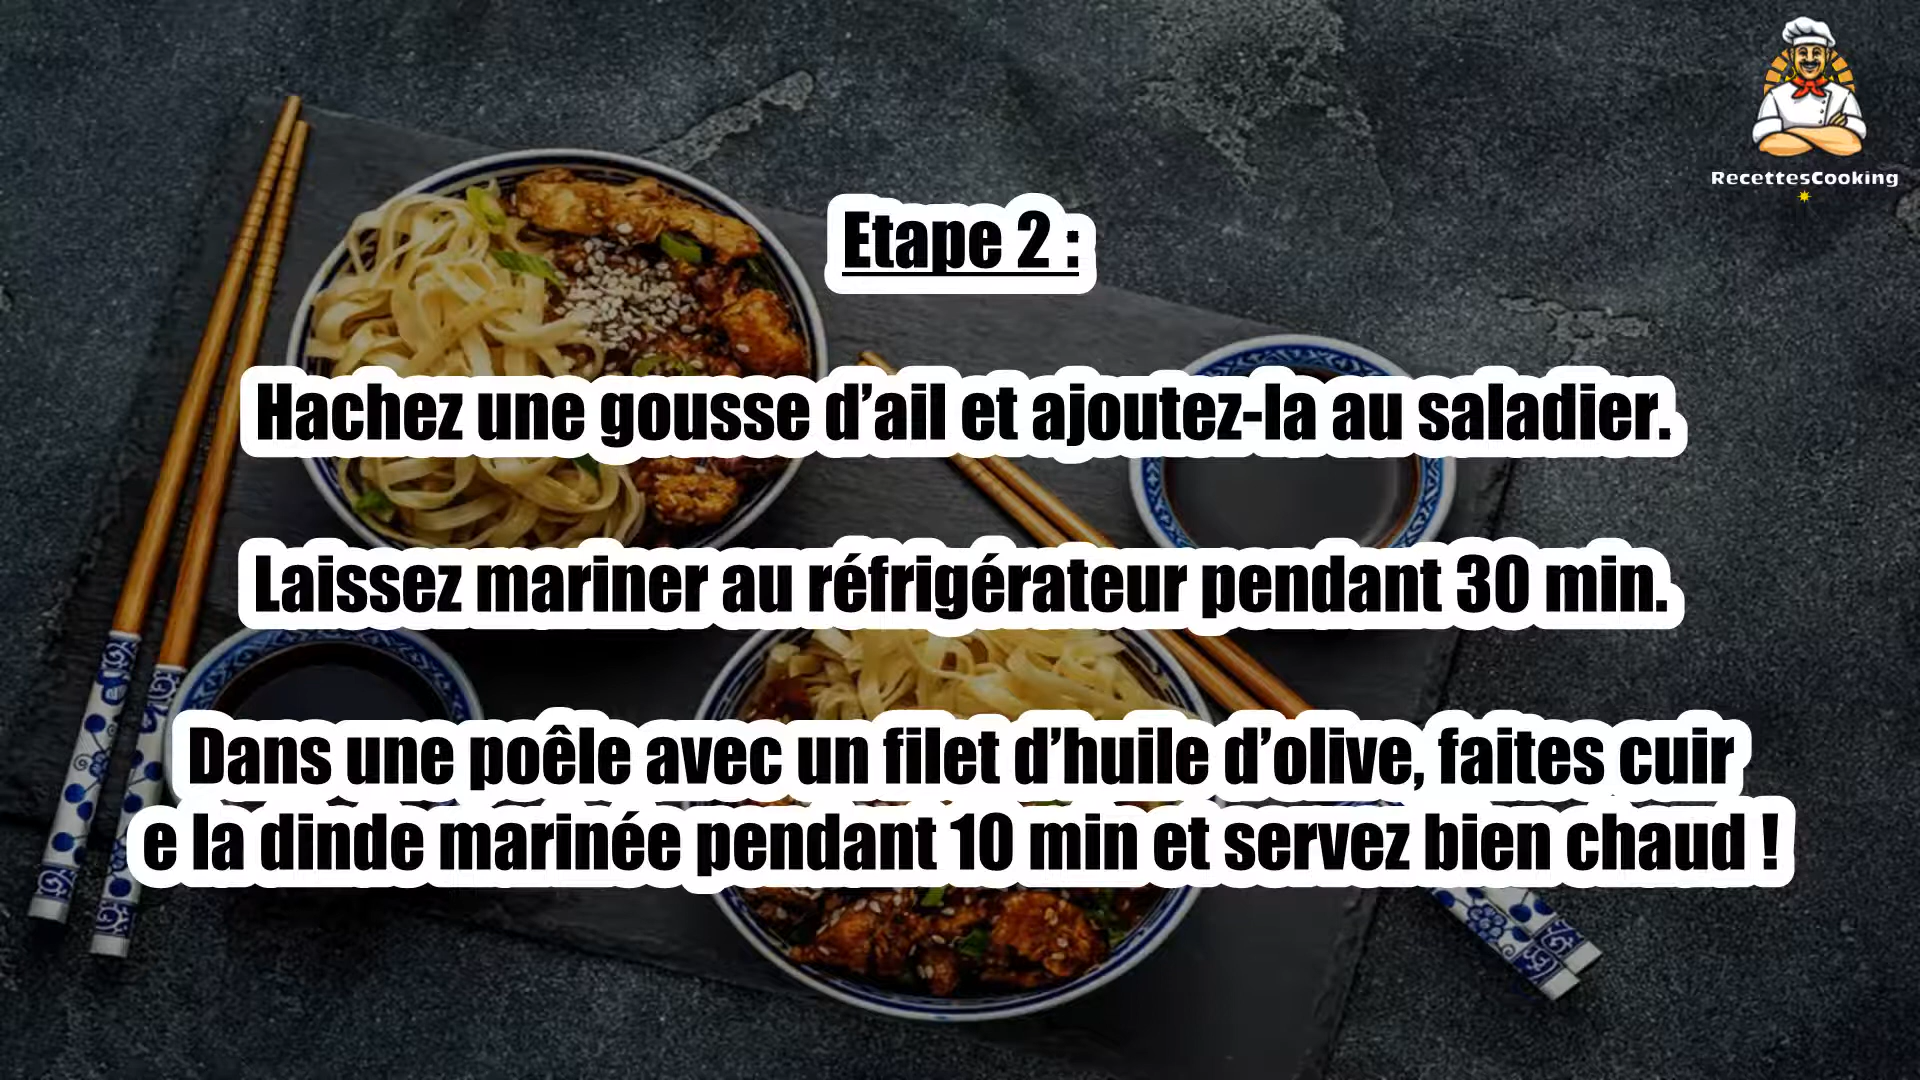 RecettesCooking
Etape 2 :
Hachez une gousse d’ail et ajoutez-la au saladier.
Laissez mariner au réfrigérateur pendant 30 min.
Dans une poêle avec un filet d’huile d’olive, faites cuir
e la dinde marinée pendant 10 min et servez bien chaud !